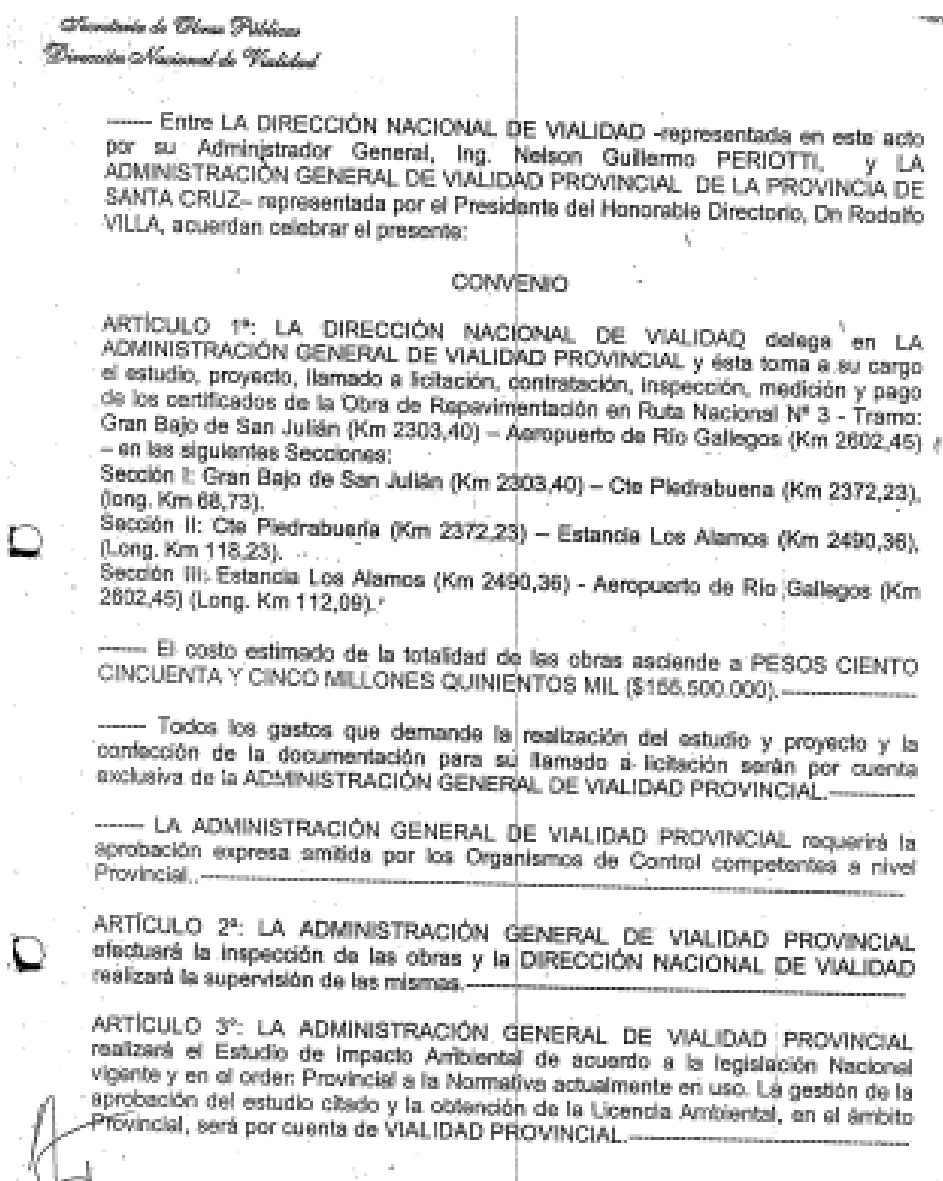 Secretaría de Obras Públicas
Dirección Nacional de Vialidad
------- Entre LA DIRECCIÓN NACIONAL DE VIALIDAD -representada en este acto
por su Administrador General, Ing. Nelson Guillermo PERIOTTI, y LA
ADMINISTRACIÓN GENERAL DE VIALIDAD PROVINCIAL DE LA PROVINCIA DE
SANTA CRUZ– representada por el Presidente del Honorable Directorio, Dn Rodolfo
VILLA, acuerdan celebrar el presente:
CONVENIO
ARTÍCULO 1º: LA DIRECCIÓN NACIONAL DE VIALIDAD delega en LA
ADMINISTRACIÓN GENERAL DE VIALIDAD PROVINCIAL y ésta toma a su cargo
el estudio, proyecto, llamado a licitación, contratación, inspección, medición y pago
de los certificados de la Obra de Repavimentación en Ruta Nacional Nº 3 - Tramo:
Gran Bajo de San Julián (Km 2303,40) – Aeropuerto de Río Gallegos (Km 2602,45)
– en las siguientes Secciones:
Sección I: Gran Bajo de San Julián (Km 2303,40) – Cte Piedrabuena (Km 2372,23),
(long. Km 68,73).
Sección II: Cte Piedrabuena (Km 2372,23) – Estancia Los Alamos (Km 2490,36),
(Long. Km 118,23).
Sección III: Estancia Los Alamos (Km 2490,36) - Aeropuerto de Río Gallegos (Km
2602,45) (Long. Km 112,09).
------- El costo estimado de la totalidad de las obras asciende a PESOS CIENTO
CINCUENTA Y CINCO MILLONES QUINIENTOS MIL ($155.500.000).-------------------
------- Todos los gastos que demande la realización del estudio y proyecto y la
confección de la documentación para su llamado a licitación serán por cuenta
exclusiva de la ADMINISTRACIÓN GENERAL DE VIALIDAD PROVINCIAL.------------
------- LA ADMINISTRACIÓN GENERAL DE VIALIDAD PROVINCIAL requerirá la
aprobación expresa emitida por los Organismos de Control competentes a nivel
Provincial..---------------------------------------------------------------------------------
ARTÍCULO 2º: LA ADMINISTRACIÓN GENERAL DE VIALIDAD PROVINCIAL
efectuará la inspección de las obras y la DIRECCIÓN NACIONAL DE VIALIDAD
realizará la supervisión de las mismas.--------------------------------------------------
ARTÍCULO 3º: LA ADMINISTRACIÓN GENERAL DE VIALIDAD PROVINCIAL
realizará el Estudio de Impacto Ambiental de acuerdo a la legislación Nacional
vigente y en el orden Provincial a la Normativa actualmente en uso. La gestión de la
aprobación del estudio citado y la obtención de la Licencia Ambiental, en el ámbito
Provincial, será por cuenta de VIALIDAD PROVINCIAL.--------------------------------